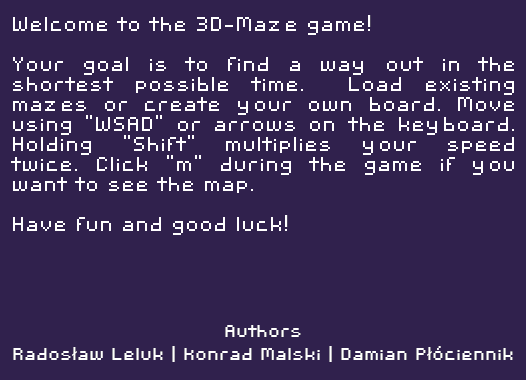 Welcome to the 3D-Maze game!
Your goal is to find a way out in the
shortest possible time. Load existing
mazes or create your own board. Move
using "WSAD" or arrows on the keyboard.
Holding "Shift" multiplies your speed
twice. Click "m" during the game if you
want to see the map.
Have fun and good luck!
Authors
Radosław Leluk | Konrad Malski | Damian Płóciennik